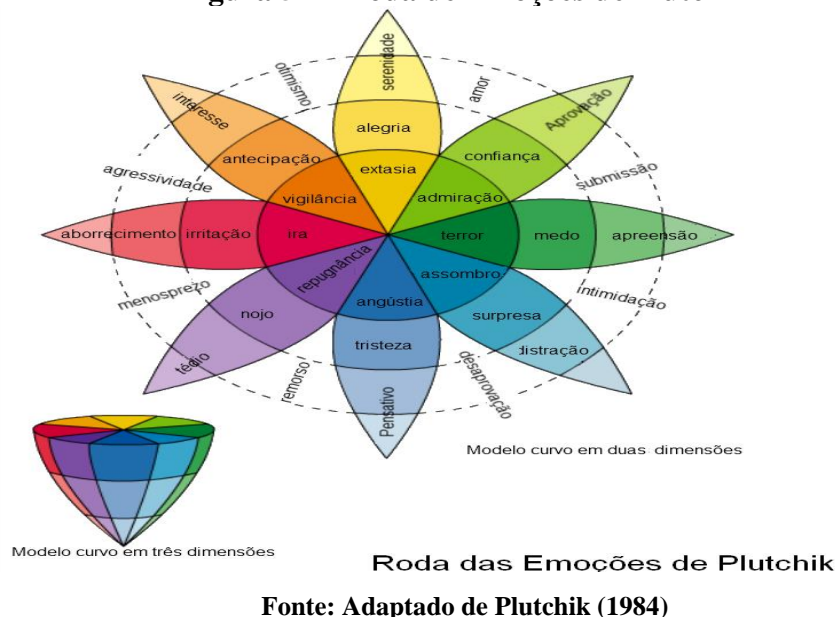 serenidade
otimismo
amor
interesse
Aprovação
alegria
antecipação
confiança
extasia
agressividade
submissão
vigilância
admiração
aborrecimento irritação ira terror medo apreensão
repugnância
assombro
menosprezo
angústia
intimidação
nojo
surpresa
tristeza
distração
tédio
remorso
desaprovação
Pensativo
Modelo curvo em duas dimensões
Modelo curvo em três dimensões
Roda das Emoções de Plutchik
Fonte: Adaptado de Plutchik (1984)